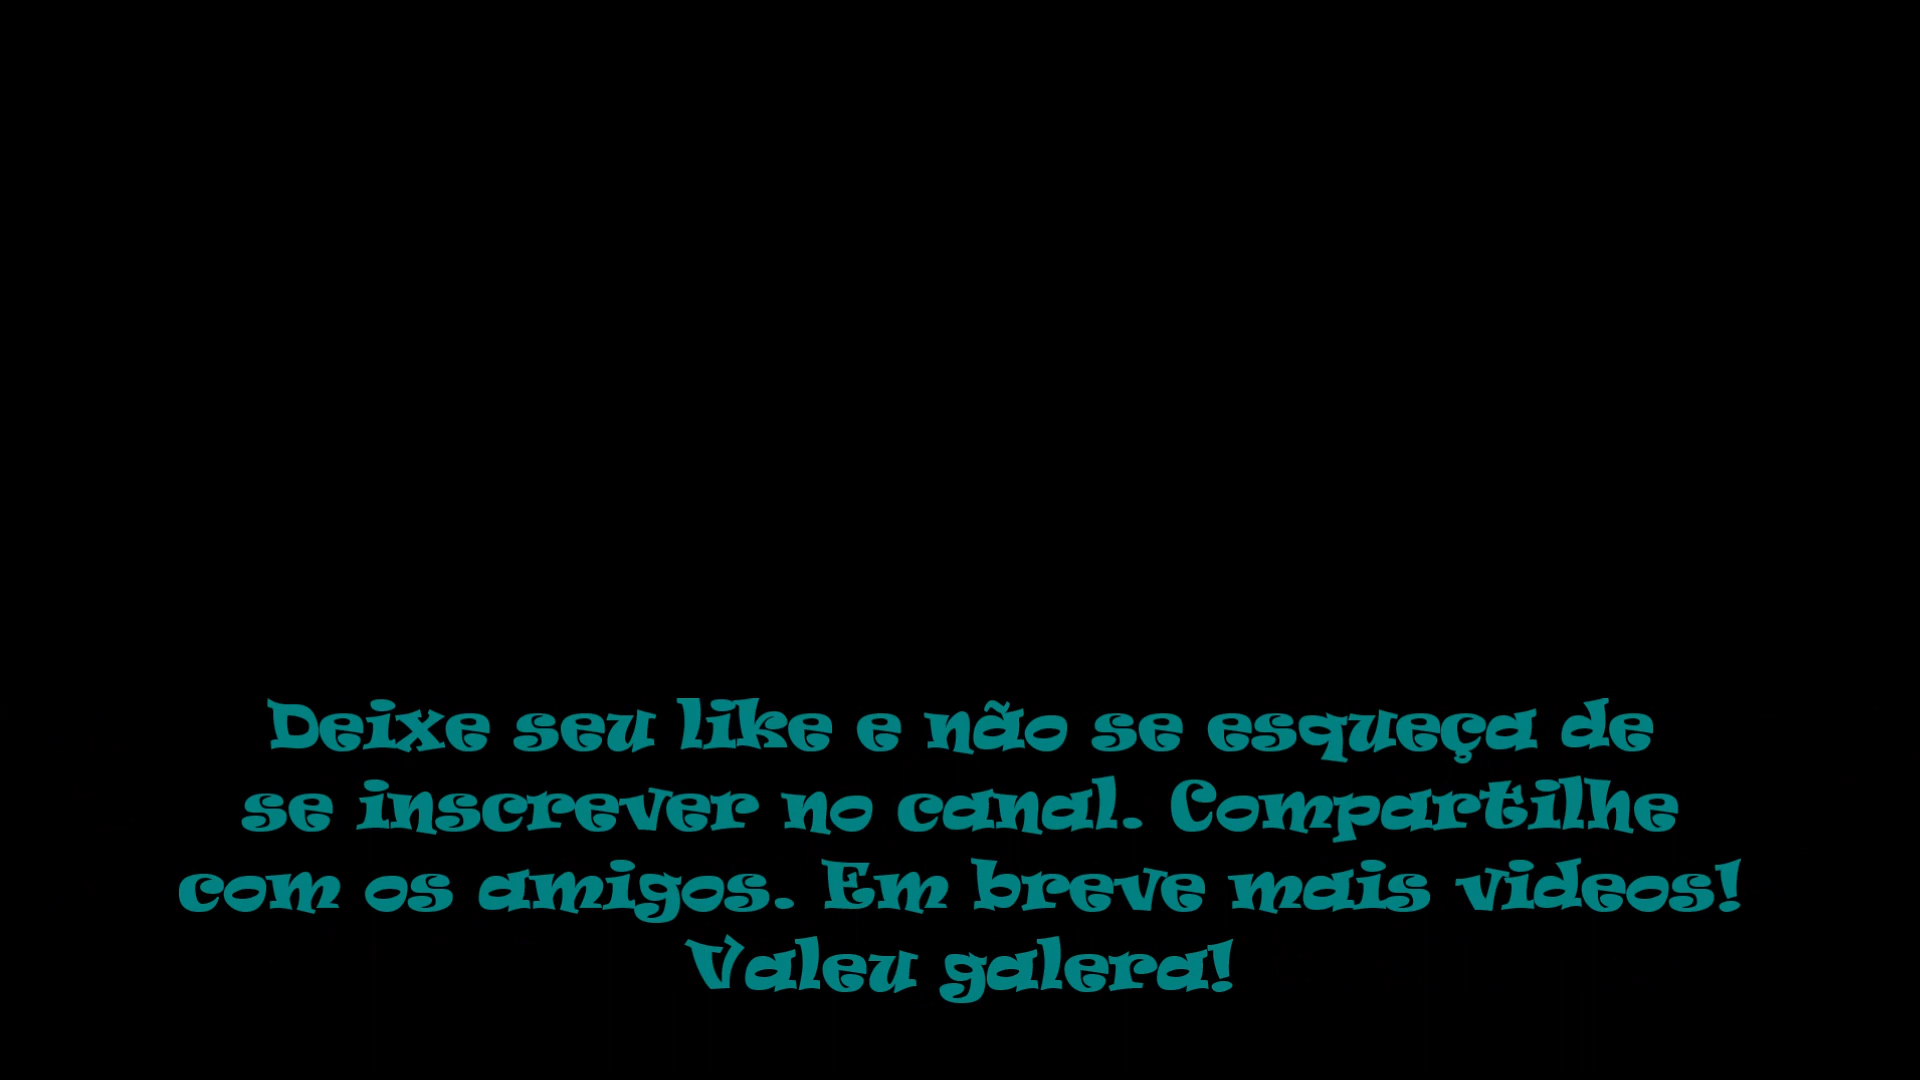 Deixe seu like e não se esqueça de
se inscrever no canal. Compartilhe
com os amigos. Em breve mais videos!
Valeu galera!